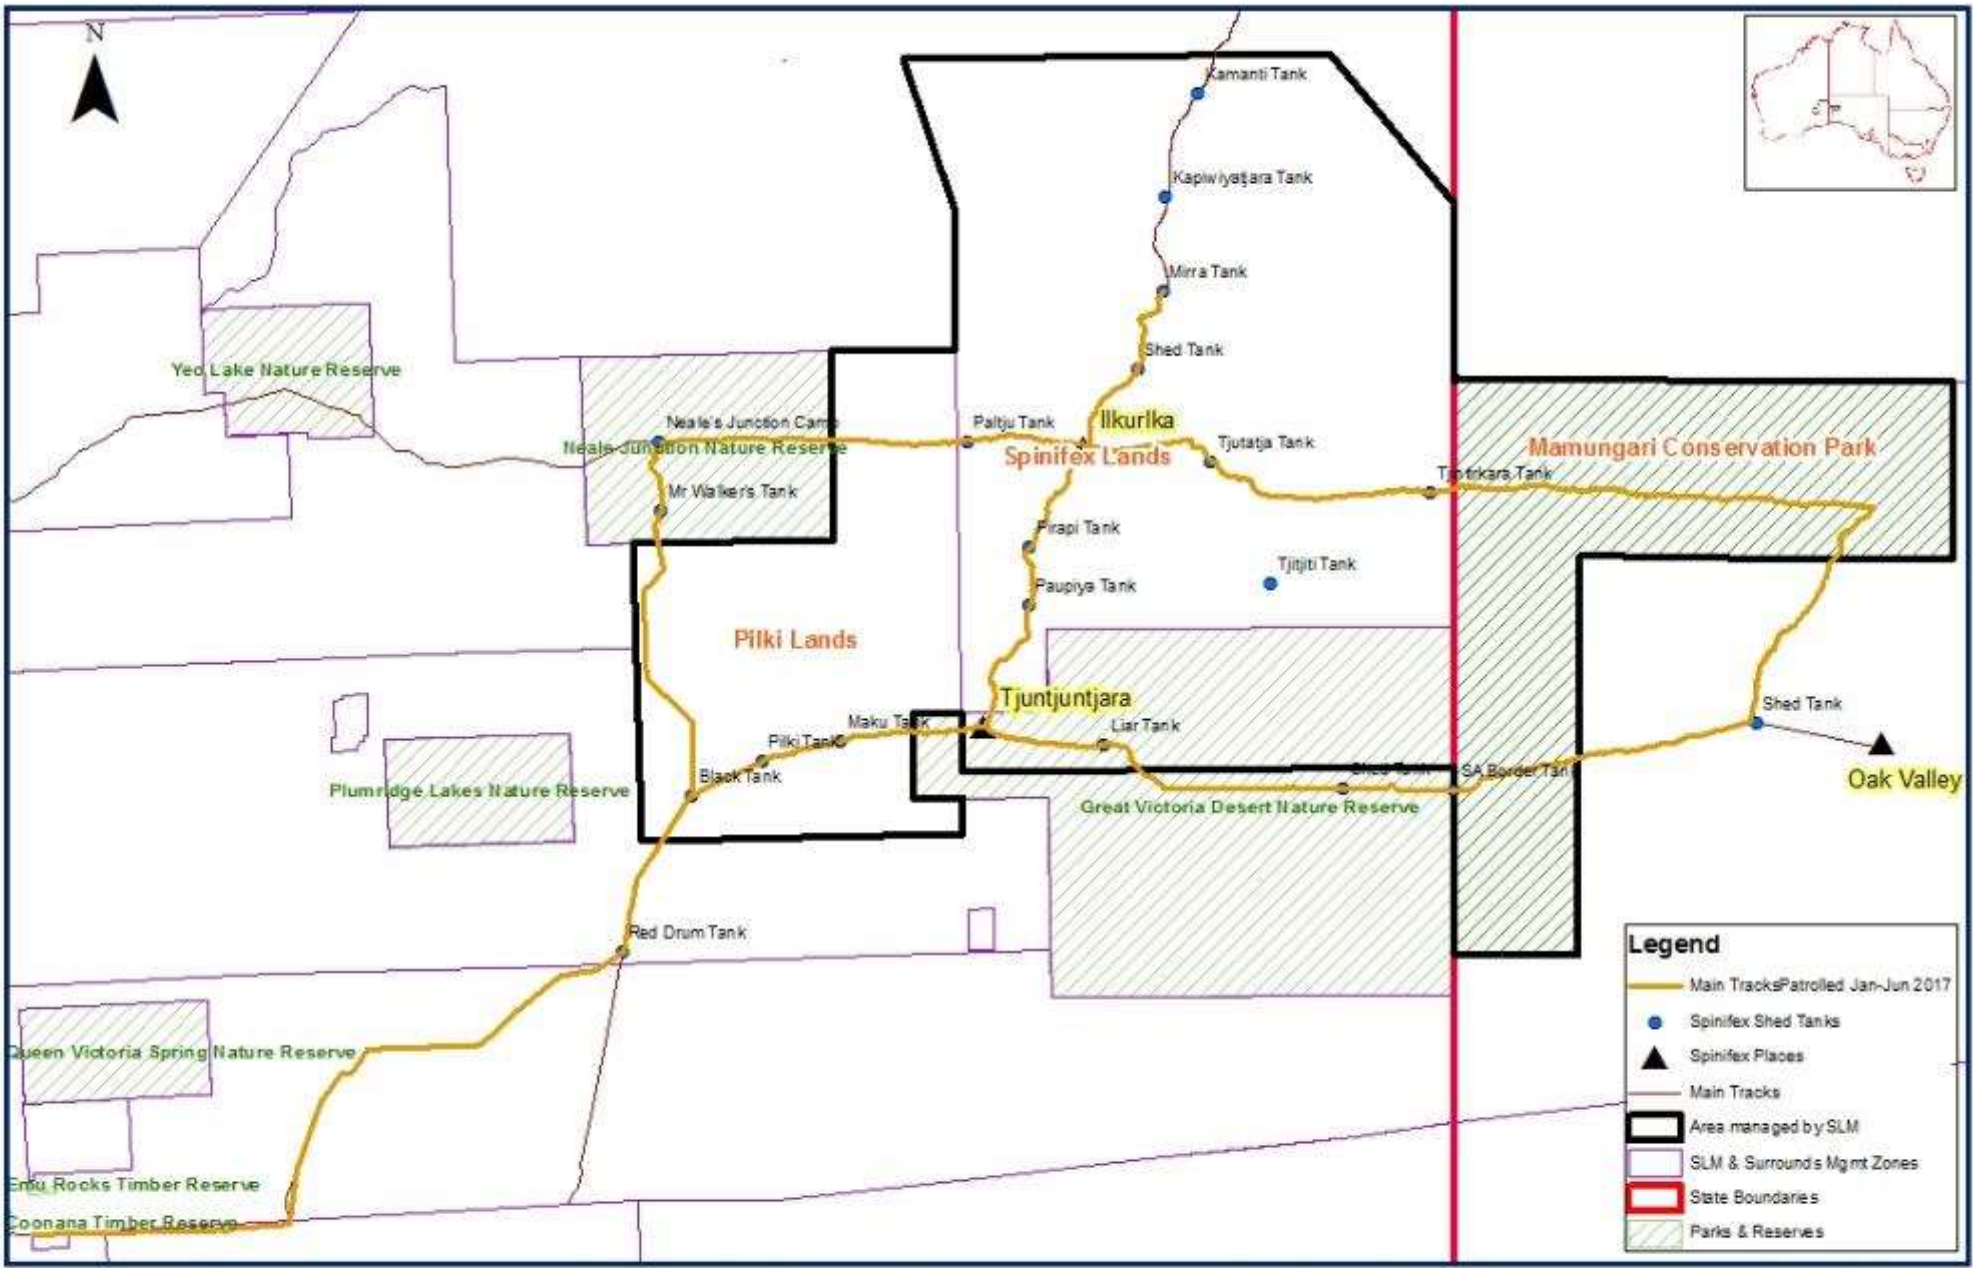 N
Kamanti Tank
Kapiwiyatjara Tank
Mirra Tank
Shed Tank
Yeo Lake Nature Reserve
Neale's Junction Camp
Paltju Tank
Ilkurlka
Neale Junction Nature Reserve
Spinifex Lands
Tjutatja Tank
Mamungari Conservation Park
Tank
Mr Walker's Tank
Pirapi Tank
Tjitjiti Tank
Paupiya Tank
Pilki Lands
Tjuntjuntjara
Shed Tank
Maku Tank
Liar Tank
Pilki Tank
Black Tank
Shed Tank
SA Border Tank
Oak Valley
Plumridge Lakes Nature Reserve
Great Victoria Desert Nature Reserve
Red Drum Tank
Queen Victoria Spring Nature Reserve
Emu Rocks Timber Reserve
Coonana Timber Reserve
Legend
Main TracksPatrolled Jan-Jun 2017
Spinifex Shed Tanks
Spinifex Places
Main Tracks
Area managed by SLM
SLM & Surrounds Mgmt Zones
State Boundaries
Parks & Reserves